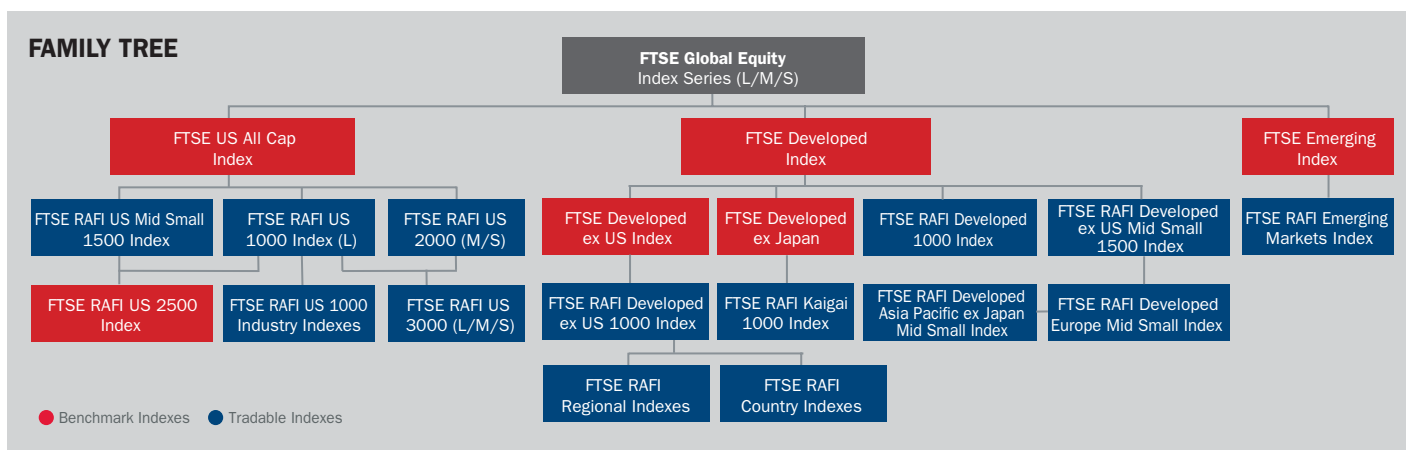 FAMILY TREE
FTSE Global Equity
Index Series (L/M/S)
FTSE US All Cap
Index
FTSE Developed
Index
FTSE Emerging
Index
FTSE RAFI US Mid Small
1500 Index
FTSE RAFI US
1000 Index (L)
FTSE RAFI US
2000 (M/S)
FTSE Developed
ex US Index
FTSE Developed
ex Japan
FTSE RAFI Developed
1000 Index
FTSE RAFI Developed
ex US Mid Small
1500 Index
FTSE RAFI Emerging
Markets Index
FTSE RAFI US 2500
Index
FTSE RAFI US 1000
Industry Indexes
FTSE RAFI US
3000 (L/M/S)
FTSE RAFI Developed
ex US 1000 Index
FTSE RAFI Kaigai
1000 Index
FTSE RAFI Developed
Asia Pacific ex Japan
Mid Small Index
FTSE RAFI Developed
Europe Mid Small Index
FTSE RAFI
Regional Indexes
FTSE RAFI
Country Indexes
Benchmark Indexes
Tradable Indexes